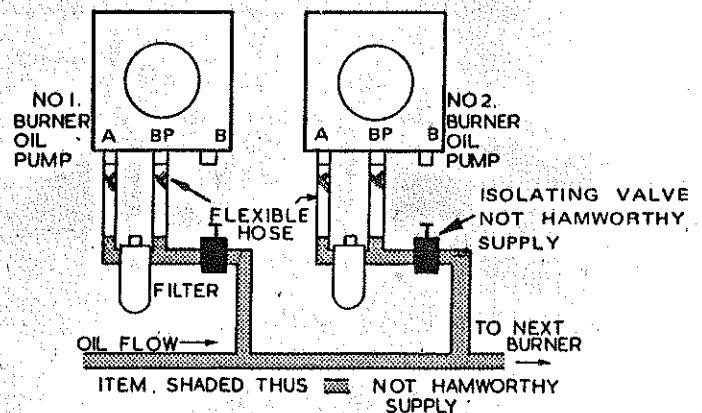 NO 1.
BURNER
OIL
PUMP
A BP B
NO 2.
BURNER
OIL
PUMP
A BP B
FLEXIBLE
HOSE
ISOLATING VALVE
NOT HAMWORTHY
SUPPLY
FILTER
OIL FLOW
TO NEXT
BURNER
ITEM, SHADED THUS NOT HAMWORTHY
SUPPLY